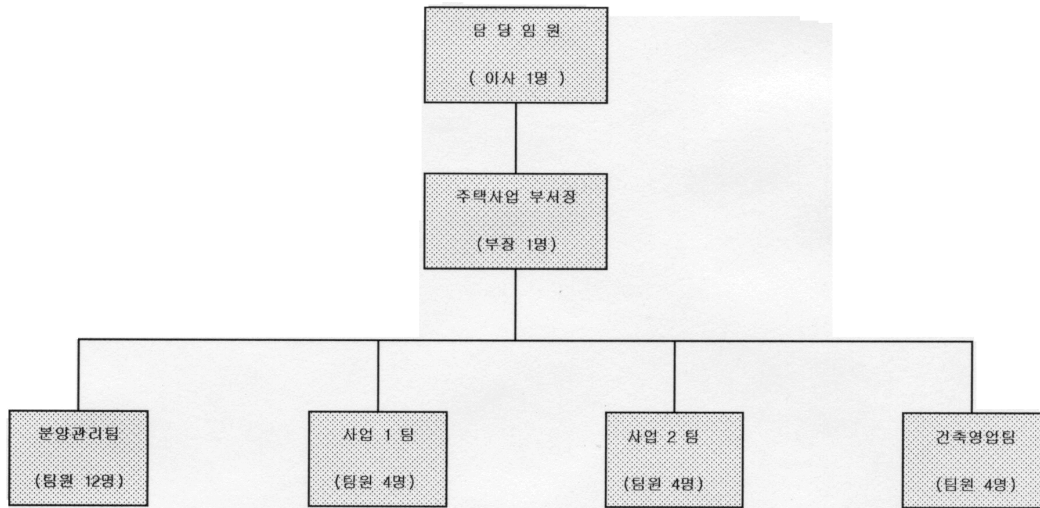 담 당 임 원
( 이사 1명 )
주택사업 부서장
(부장 1명)
분양관리팀
(팀원 12명)
사업 1 팀
(팀원 4명)
사업 2 팀
(팀원 4명)
건축영업팀
(팀원 4명)